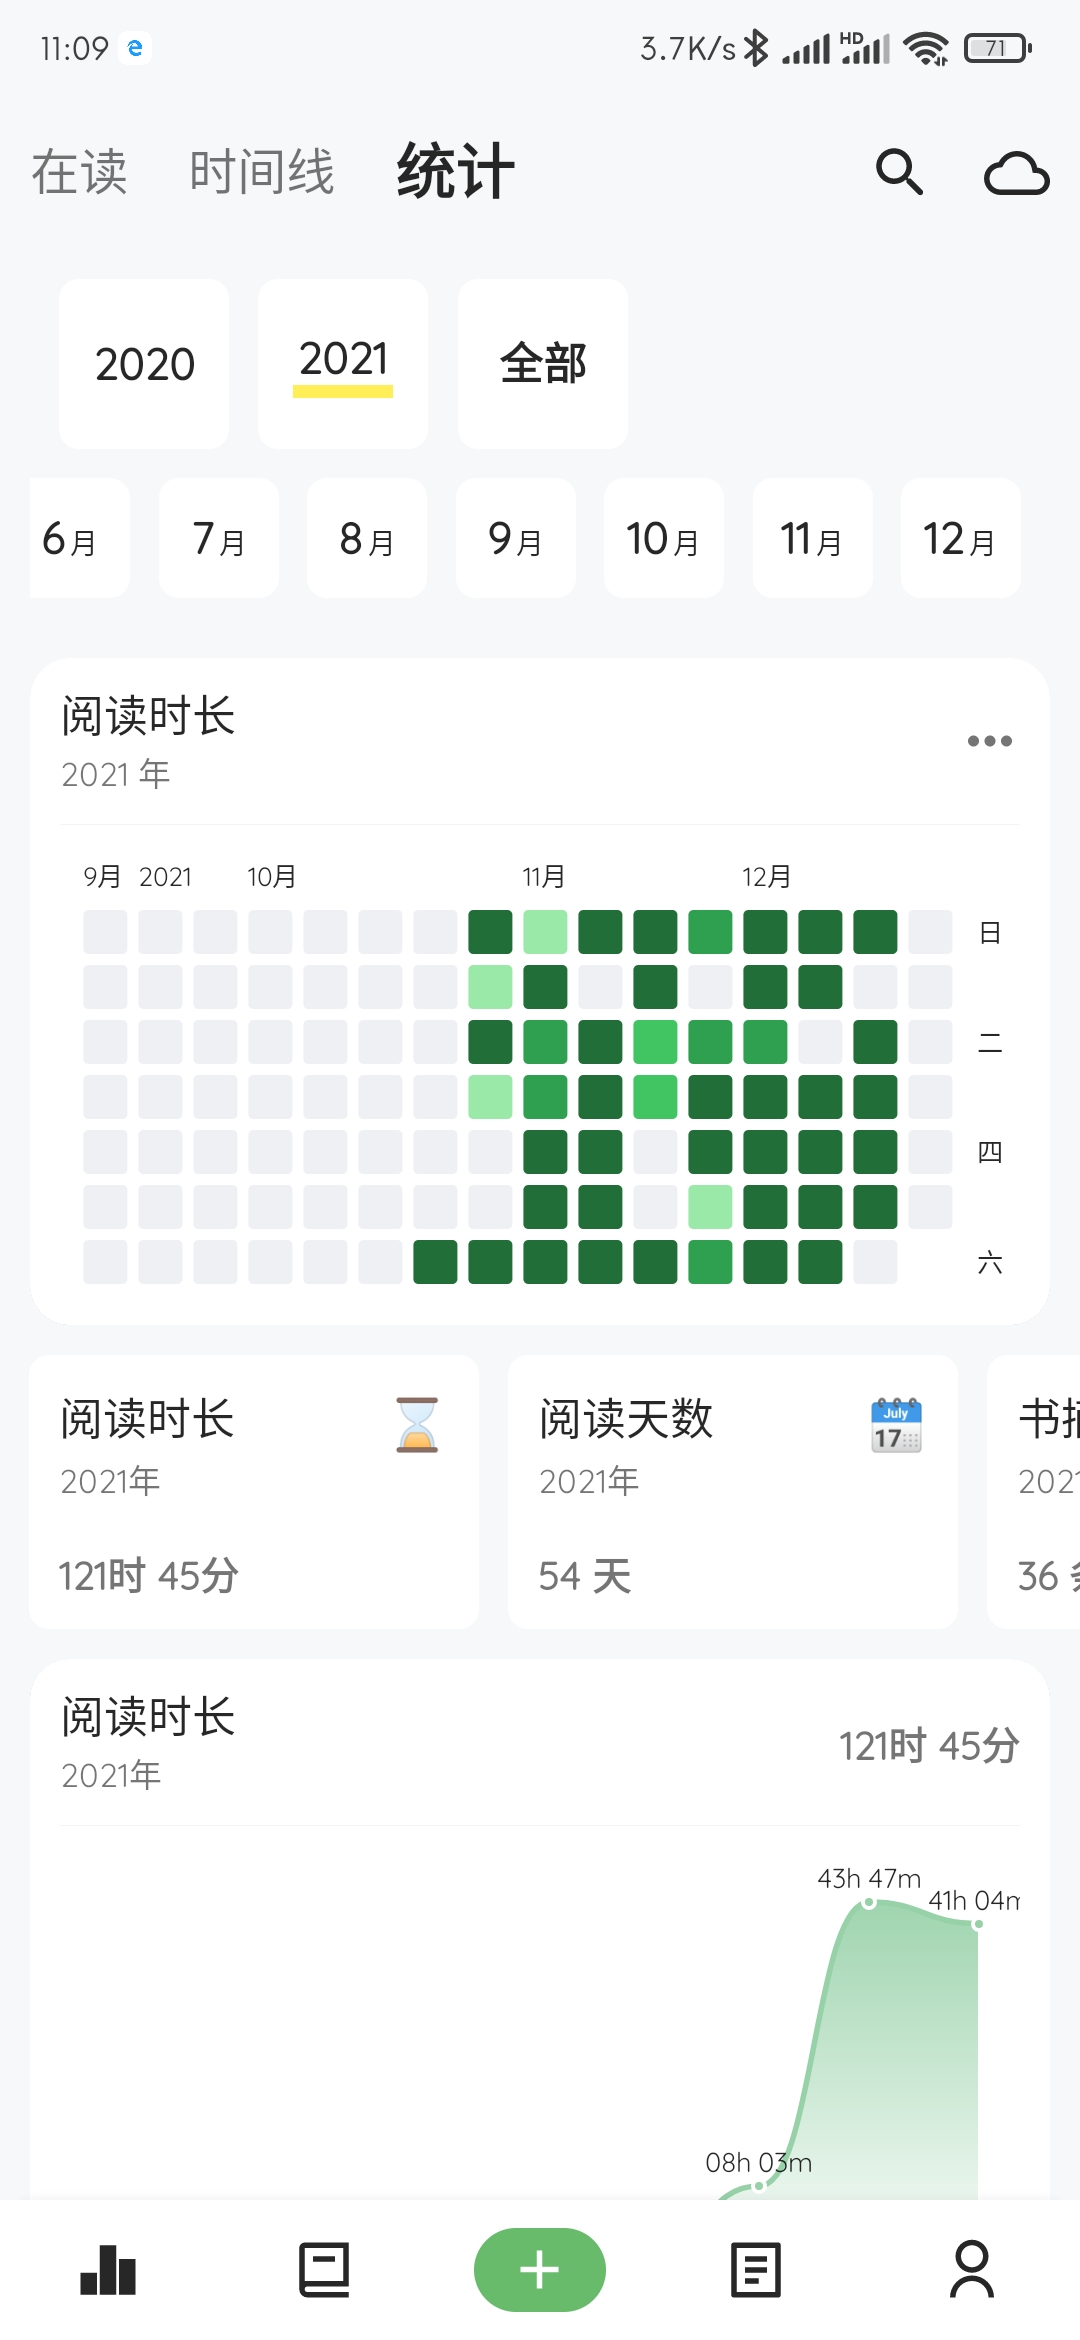 11:09 3.7K/s HD 71
在读 时间线 统计
2020 2021 全部
6月 7月 8月 9月 10月 11月 12月
阅读时长
2021 年
9月 2021 10月 11月 12月
日
二
四
六
阅读时长 阅读天数 July 17
2021年 2021年
121时 45分 54 天 36
阅读时长
2021年
121时 45分
43h 47m
41h 04m
08h 03m